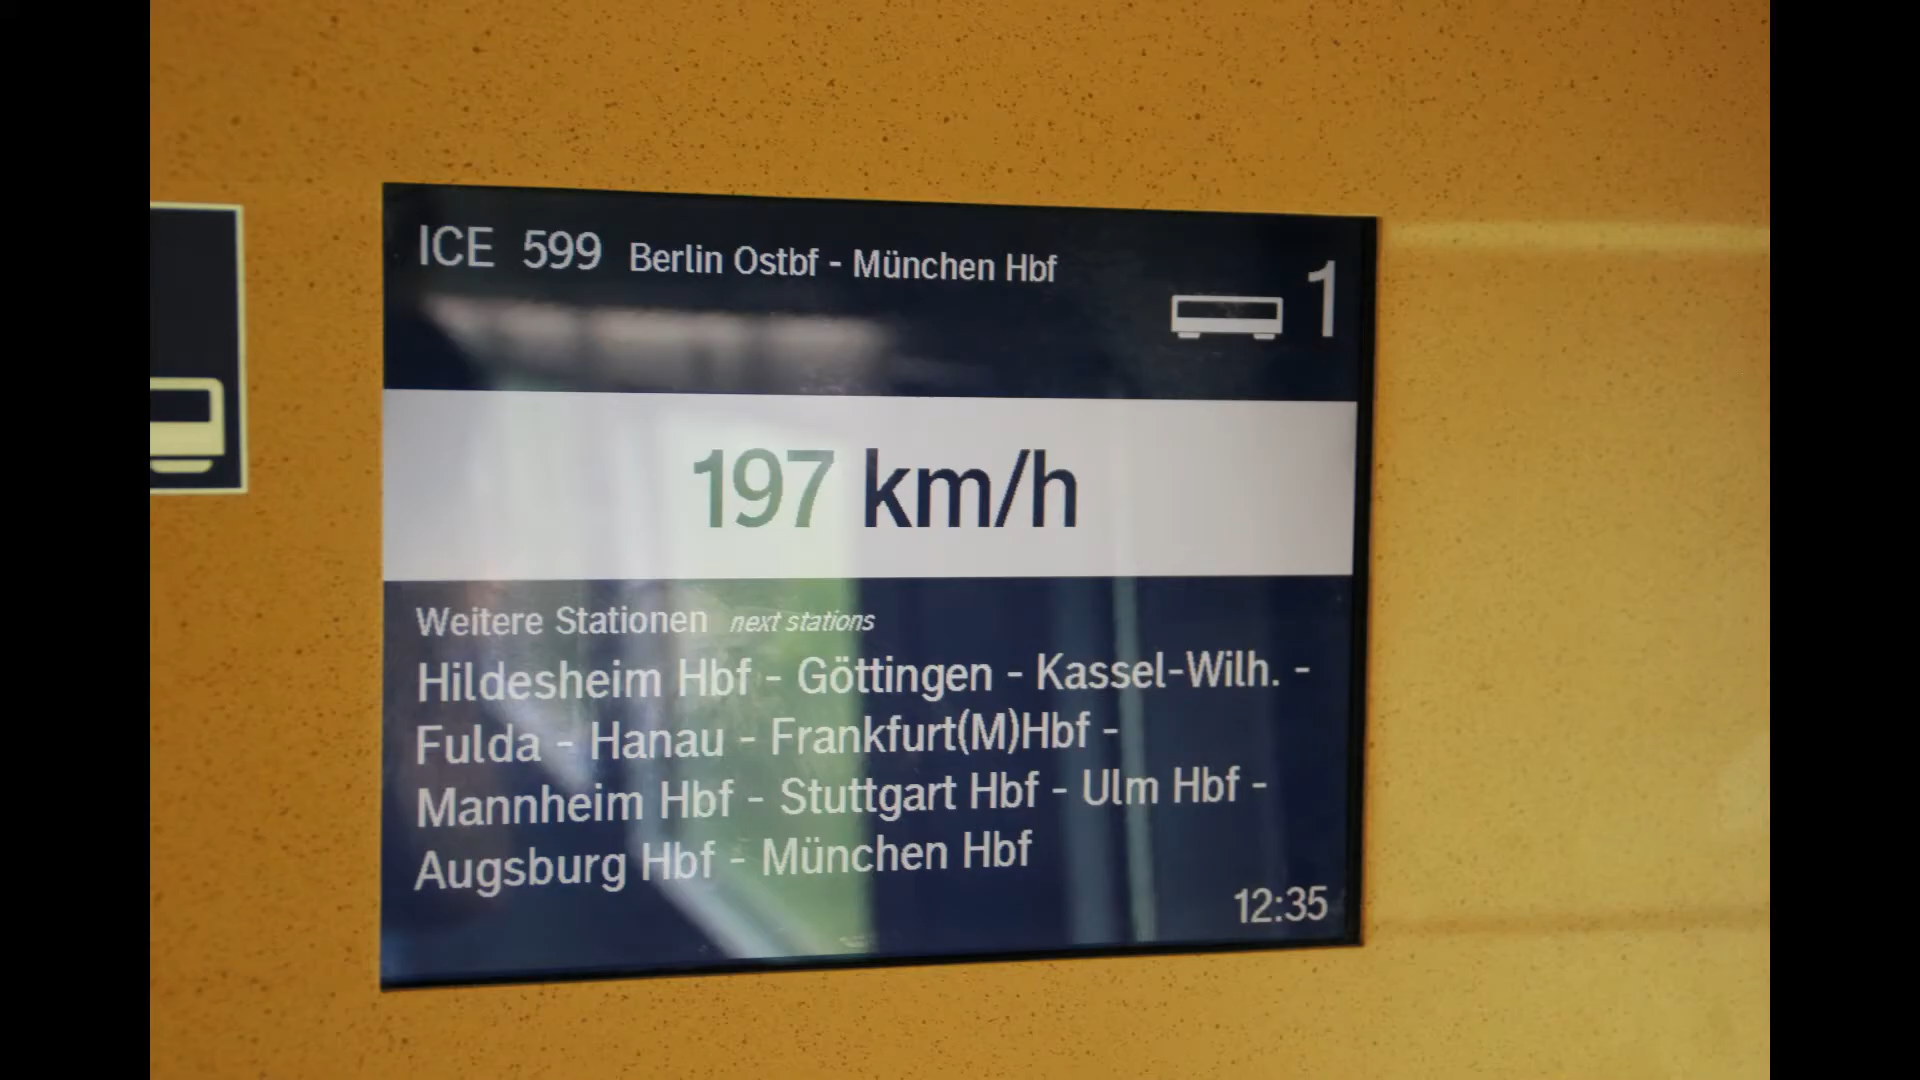 ICE 599 Berlin Ostbf - München Hbf
1
197 km/h
Weitere Stationen next stations
Hildesheim Hbf - Göttingen - Kassel-Wilh. -
Fulda - Hanau - Frankfurt(M)Hbf -
Mannheim Hbf - Stuttgart Hbf - Ulm Hbf -
Augsburg Hbf - München Hbf
12:35